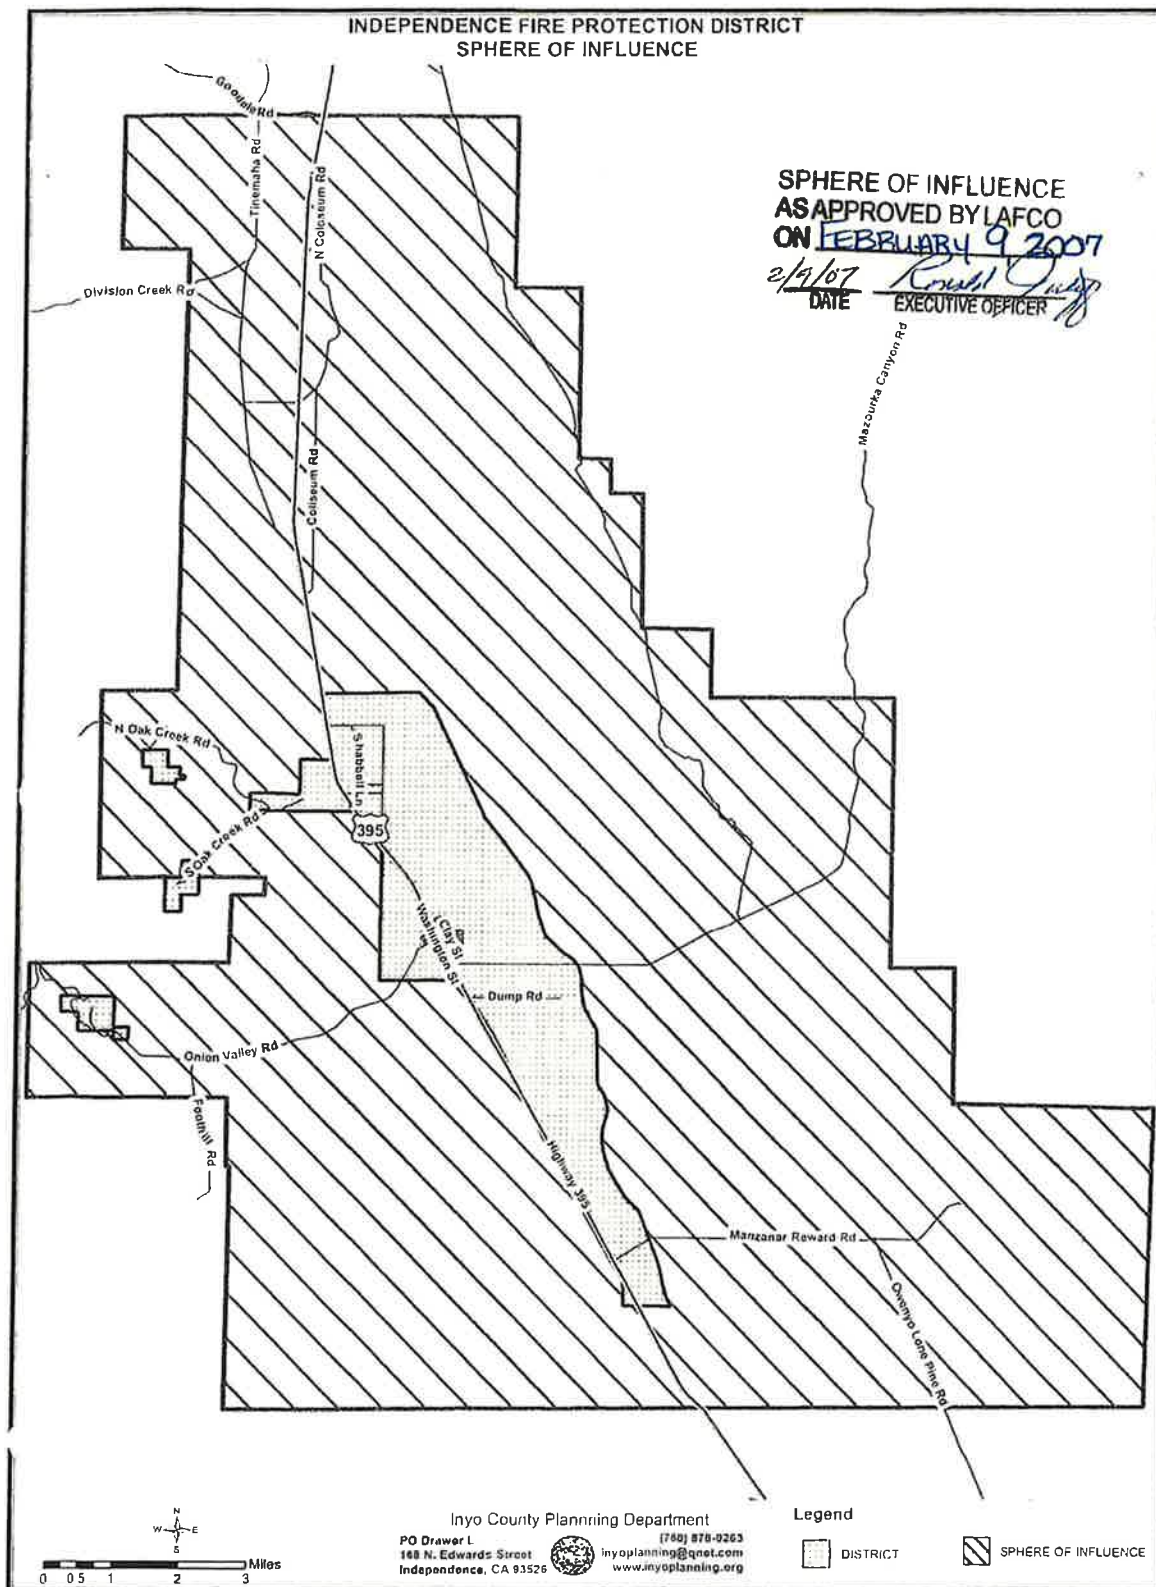 INDEPENDENCE FIRE PROTECTION DISTRICT
SPHERE OF INFLUENCE
Goodale Rd
Tinemaha Rd
N Coloseum Rd
SPHERE OF INFLUENCE
AS APPROVED BY LAFCO
ON FEBRUARY 9, 2007
2/9/07
DATE
EXECUTIVE OFFICER
Division Creek Rd
Mazourka Canyon Rd
Coliseum Rd
N Oak Creek Rd
Shabbell Ln
S Oak Creek Rd
395
Clay St
Washington St
Dump Rd
Onion Valley Rd
Foothill Rd
Highway 395
Manzanar Reward Rd
Owenyo Lone Pine Rd
N
W E
S
0 0.5 1 2 3 Miles
Inyo County Plannning Department
PO Drawer L
168 N. Edwards Street
Independence, CA 93526
(760) 878-0263
inyoplanning@qnet.com
www.inyoplanning.org
Legend
DISTRICT
SPHERE OF INFLUENCE